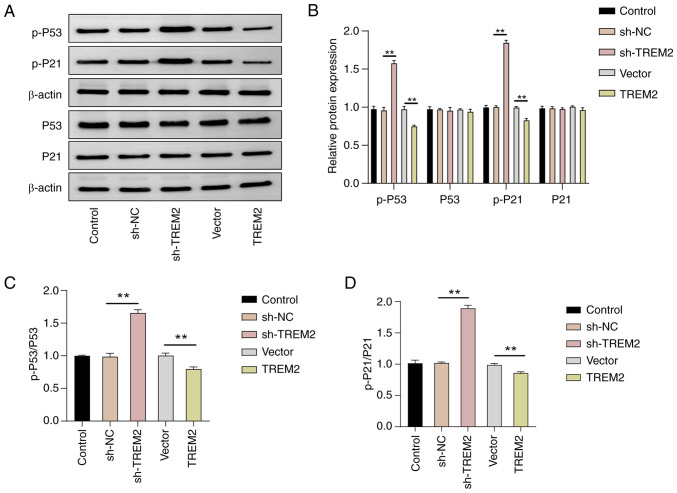 A
p-P53
p-P21
β-actin
P53
P21
β-actin
Control
sh-NC
sh-TREM2
Vector
TREM2
B
Relative protein expression
2.0
1.5
1.0
0.5
0.0
**
**
**
**
p-P53
P53
p-P21
P21
Control
sh-NC
sh-TREM2
Vector
TREM2
C
p-P53/P53
2.0
1.5
1.0
0.5
0.0
**
**
Control
sh-NC
sh-TREM2
Vector
TREM2
Control
sh-NC
sh-TREM2
Vector
TREM2
D
p-P21/P21
2.0
1.5
1.0
0.5
0.0
**
**
Control
sh-NC
sh-TREM2
Vector
TREM2
Control
sh-NC
sh-TREM2
Vector
TREM2